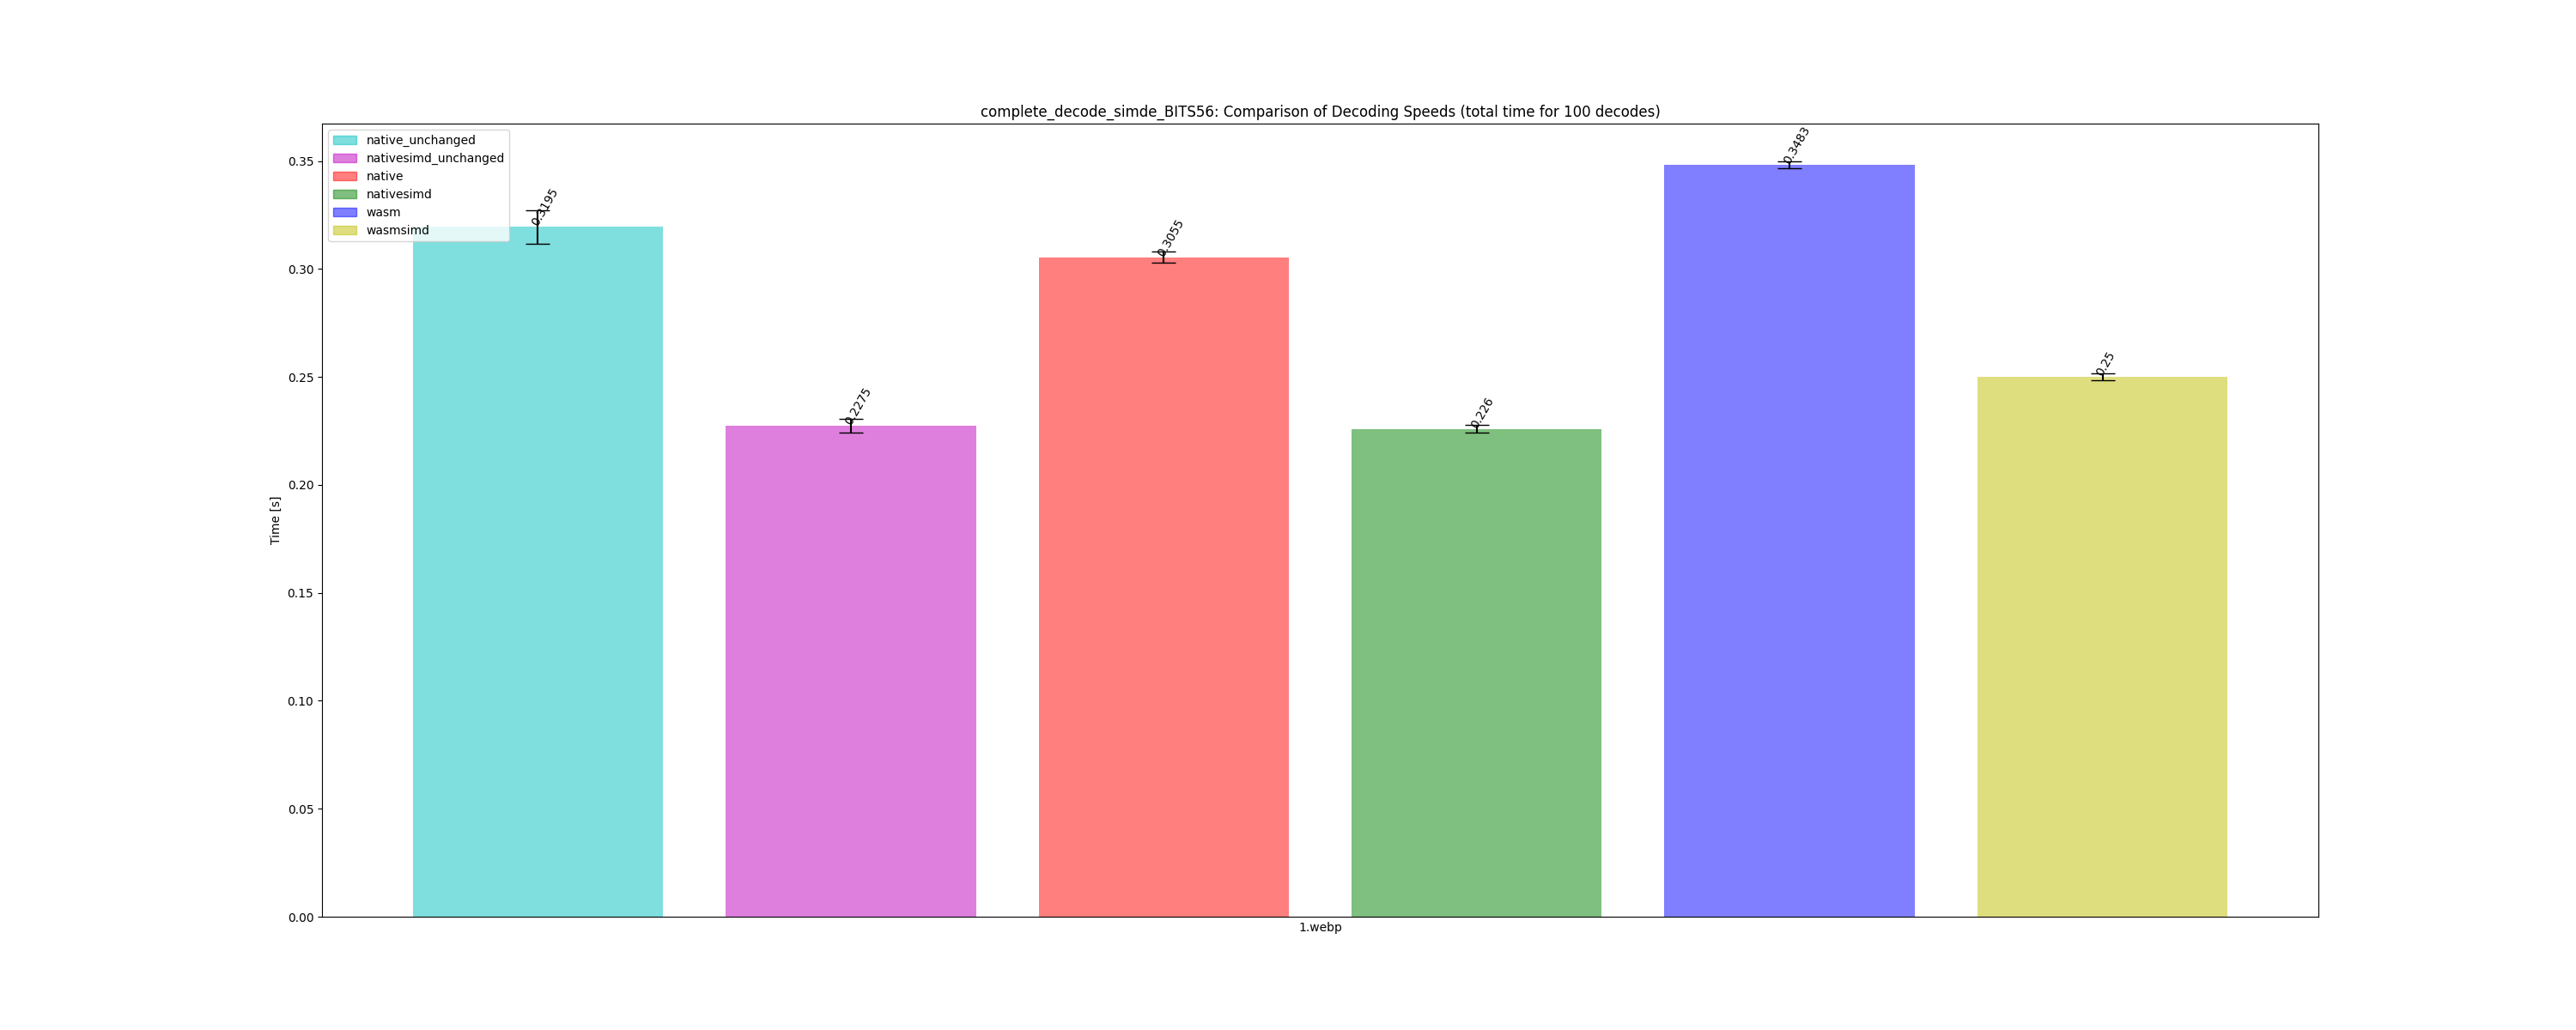 complete_decode_simde_BITS56: Comparison of Decoding Speeds (total time for 100 decodes)
native_unchanged
nativesimd_unchanged
native
nativesimd
wasm
wasmsimd
0.35
0.30
0.25
0.20
0.15
0.10
0.05
0.00
Time [s]
0.3195
0.2275
0.3055
0.226
0.3483
0.25
1.webp